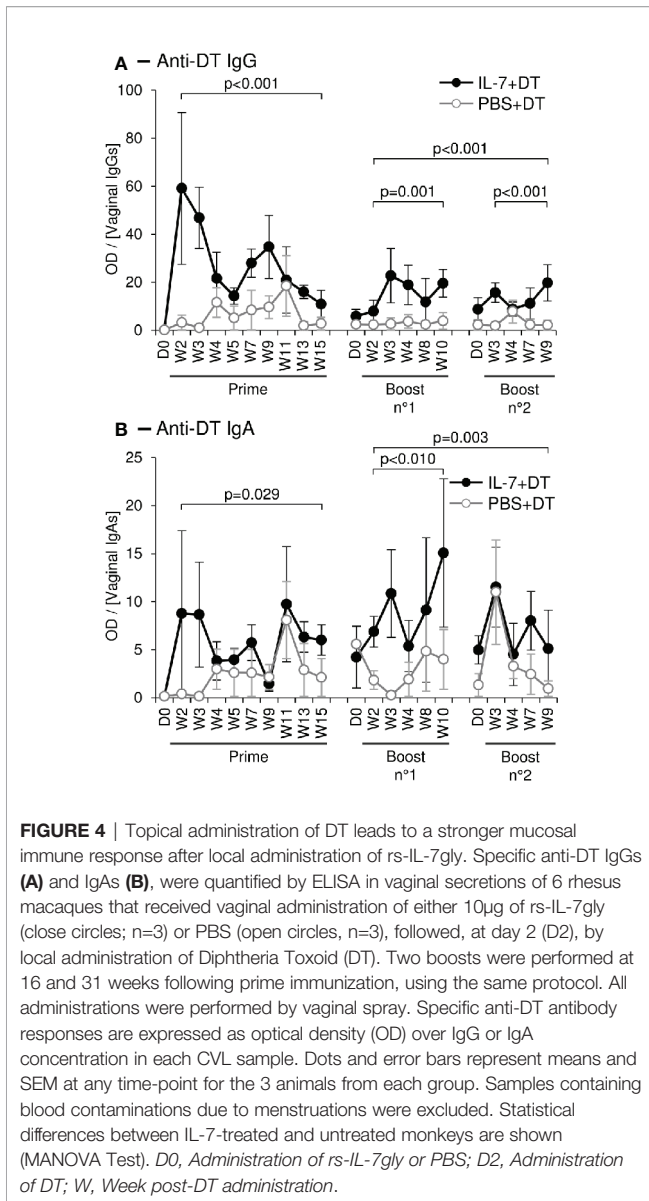 A — Anti-DT IgG
IL-7+DT
PBS+DT
p<0.001
p<0.001
p=0.001
p<0.001
100
80
60
40
20
0
OD / [Vaginal IgGs]
D0 W2 W3 W4 W5 W7 W9 W11 W13 W15
D0 W2 W3 W4 W8 W10
D0 W3 W4 W7 W9
Prime
Boost
n°1
Boost
n°2
B — Anti-DT IgA
p=0.003
p<0.010
IL-7+DT
PBS+DT
p=0.029
25
20
15
10
5
0
OD / [Vaginal IgAs]
D0 W2 W3 W4 W5 W7 W9 W11 W13 W15
D0 W2 W3 W4 W8 W10
D0 W3 W4 W7 W9
Prime
Boost
n°1
Boost
n°2
FIGURE 4 | Topical administration of DT leads to a stronger mucosal
immune response after local administration of rs-IL-7gly. Specific anti-DT IgGs
(A) and IgAs (B), were quantified by ELISA in vaginal secretions of 6 rhesus
macaques that received vaginal administration of either 10µg of rs-IL-7gly
(close circles; n=3) or PBS (open circles, n=3), followed, at day 2 (D2), by
local administration of Diphtheria Toxoid (DT). Two boosts were performed at
16 and 31 weeks following prime immunization, using the same protocol. All
administrations were performed by vaginal spray. Specific anti-DT antibody
responses are expressed as optical density (OD) over IgG or IgA
concentration in each CVL sample. Dots and error bars represent means and
SEM at any time-point for the 3 animals from each group. Samples containing
blood contaminations due to menstruations were excluded. Statistical
differences between IL-7-treated and untreated monkeys are shown
(MANOVA Test). D0, Administration of rs-IL-7gly or PBS; D2, Administration
of DT; W, Week post-DT administration.